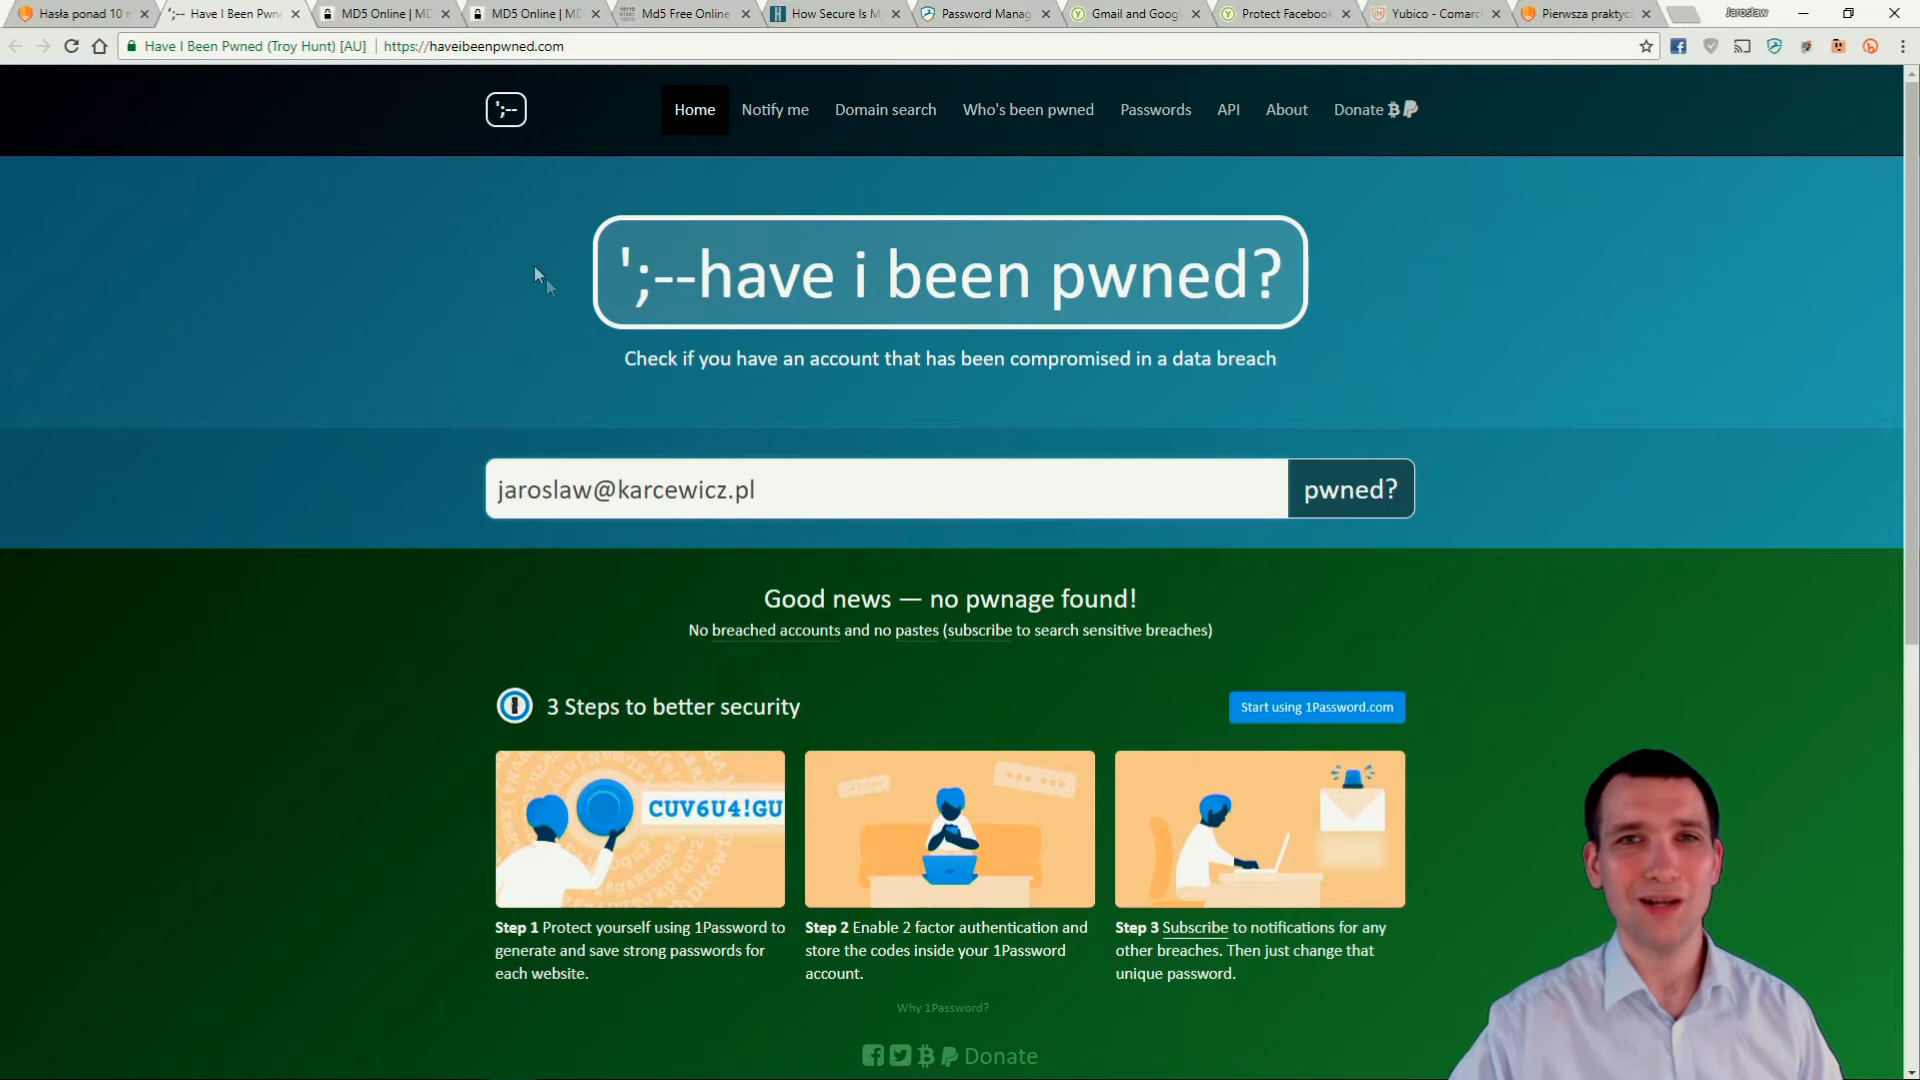 Hasła ponad 10 m
';-- Have I Been Pwne
MD5 Online | MD
MD5 Online | MD
Md5 Free Online
How Secure Is My
Password Manag
Gmail and Googl
Protect Facebook
Yubico - Comarc
Pierwsza praktycz
Jarosław
Have I Been Pwned (Troy Hunt) [AU]
https://haveibeenpwned.com
';--
Home
Notify me
Domain search
Who's been pwned
Passwords
API
About
Donate
';--have i been pwned?
Check if you have an account that has been compromised in a data breach
jaroslaw@karcewicz.pl
pwned?
Good news — no pwnage found!
No breached accounts and no pastes (subscribe to search sensitive breaches)
3 Steps to better security
Start using 1Password.com
CUV6U4!GU
Step 1 Protect yourself using 1Password to
generate and save strong passwords for
each website.
Step 2 Enable 2 factor authentication and
store the codes inside your 1Password
account.
Step 3 Subscribe to notifications for any
other breaches. Then just change that
unique password.
Why 1Password?
Donate